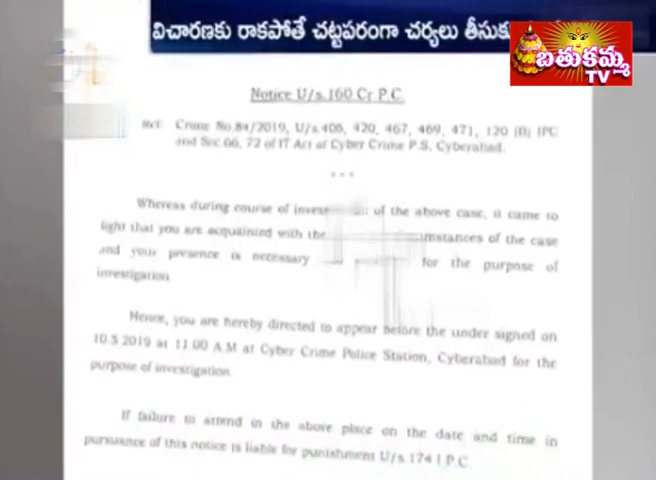 విచారణకు రాకపోతే చట్టపరంగా చర్యలు
బతుకమ్మ
TV
Notice U/s.160 Cr.P.C.
Ref: Crime No.84/2019, U/s.406, 420, 467, 469, 471, 120 (B) IPC
and Sec.66, 72 of IT Act of Cyber Crime P.S, Cyberabad.
***
Whereas during course of of the above case, it came to
light that you are acquainted with the of the case
and your presence is necessary for the purpose of
investigation.
Hence, you are hereby directed to appear before the under signed on
10.5.2019 at 11.00 A.M at Cyber Crime Police Station, Cyberabad for the
purpose of investigation.
If failure to attend in the above place on the date and time in
pursuance of this notice is liable for punishment U/s.174 I.P.C.